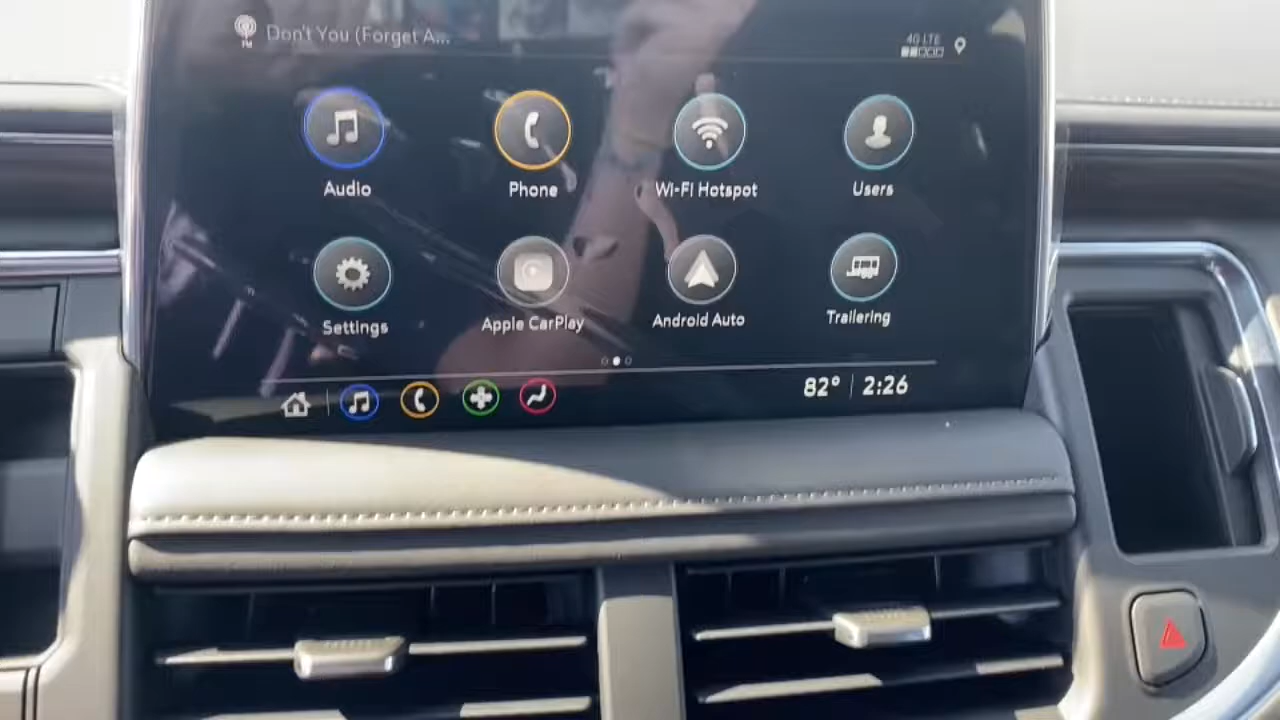 FM Don't You (Forget A...
4G LTE
Audio Phone Wi-Fi Hotspot Users
Settings Apple CarPlay Android Auto Trailering
82° 2:26